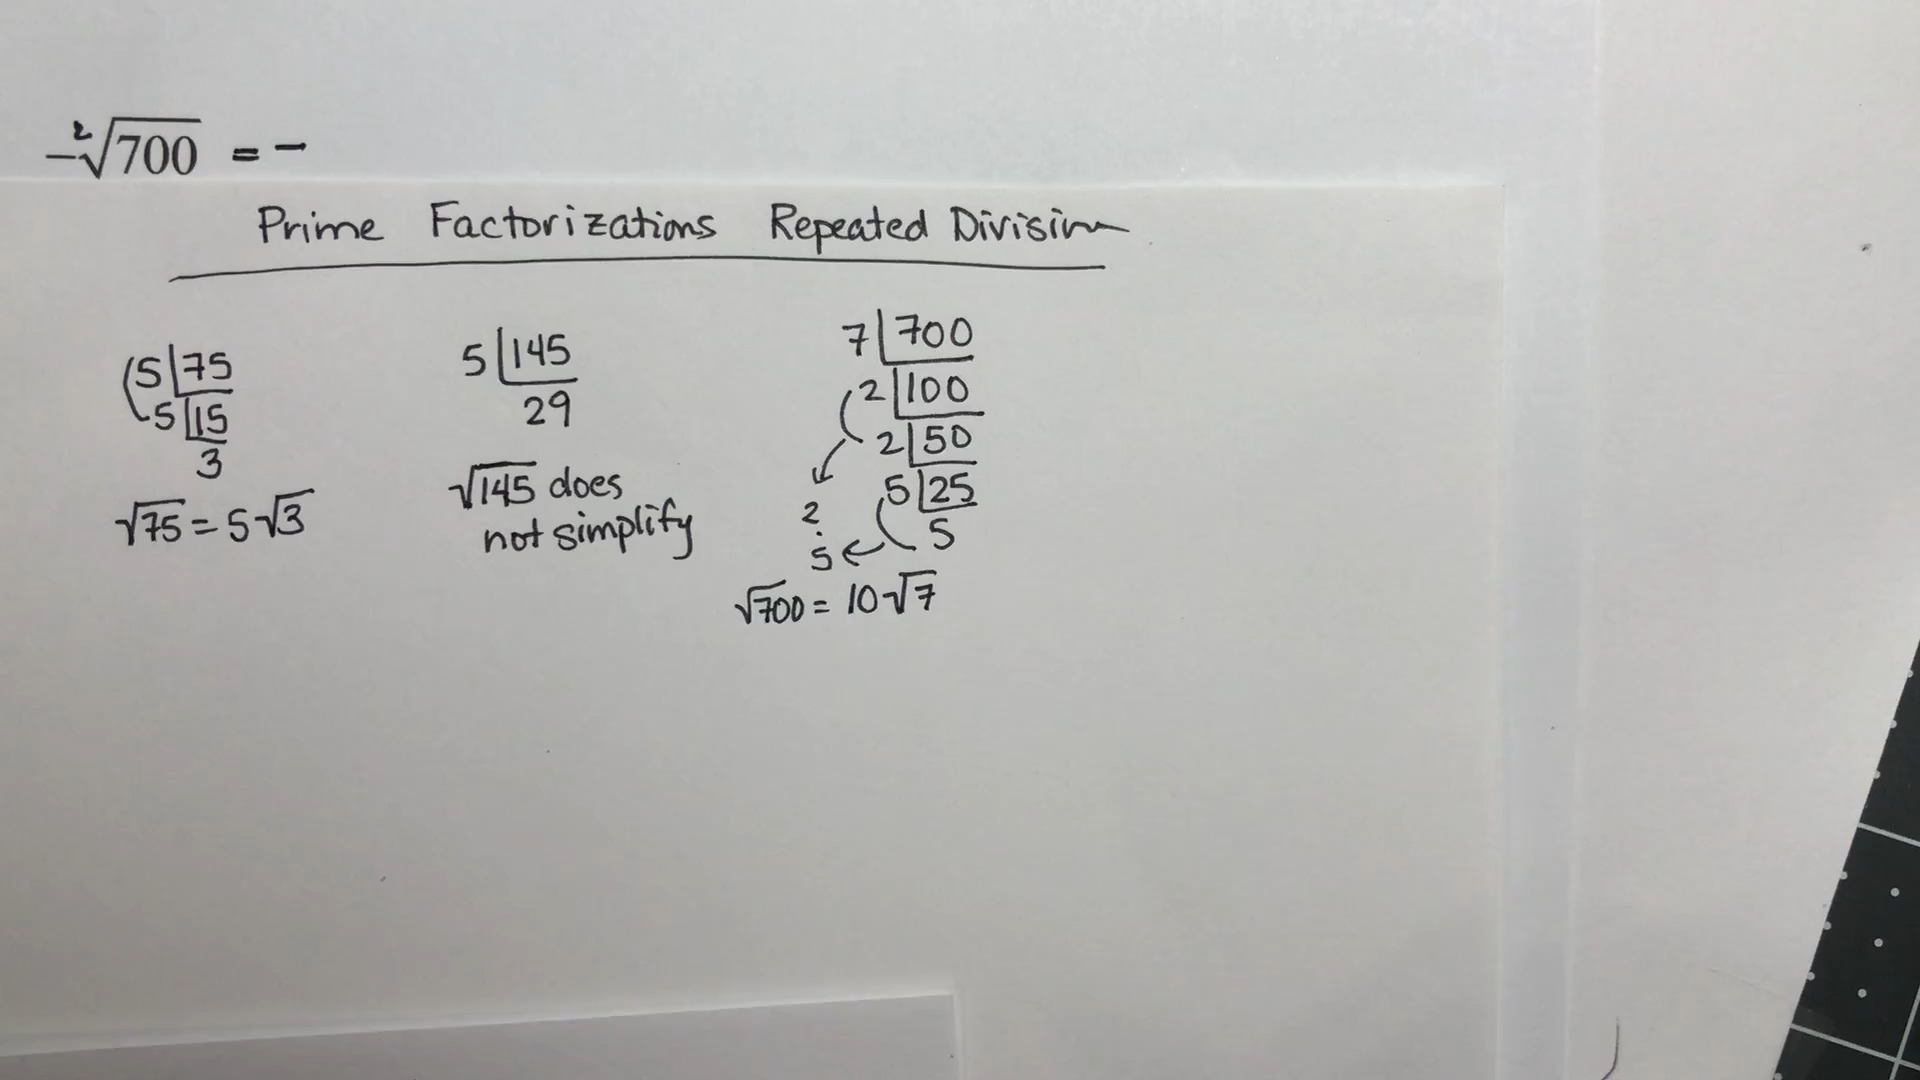 -²√700 = -
Prime Factorizations Repeated Division
5 75
5 15
3
√75 = 5√3
5 145
29
√145 does
not simplify
7 700
2 100
2 50
5 25
5
2
·
5
√700 = 10√7